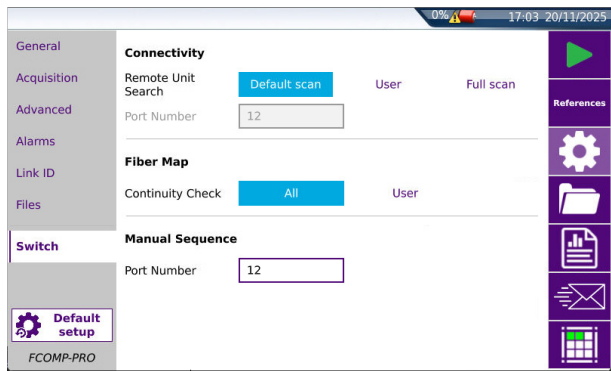 0% 17:03 20/11/2025
General
Acquisition
Advanced
Alarms
Link ID
Files
Switch
Default
setup
FCOMP-PRO
Connectivity
Remote Unit
Search
Default scan User Full scan
Port Number 12
Fiber Map
Continuity Check All User
Manual Sequence
Port Number 12
References